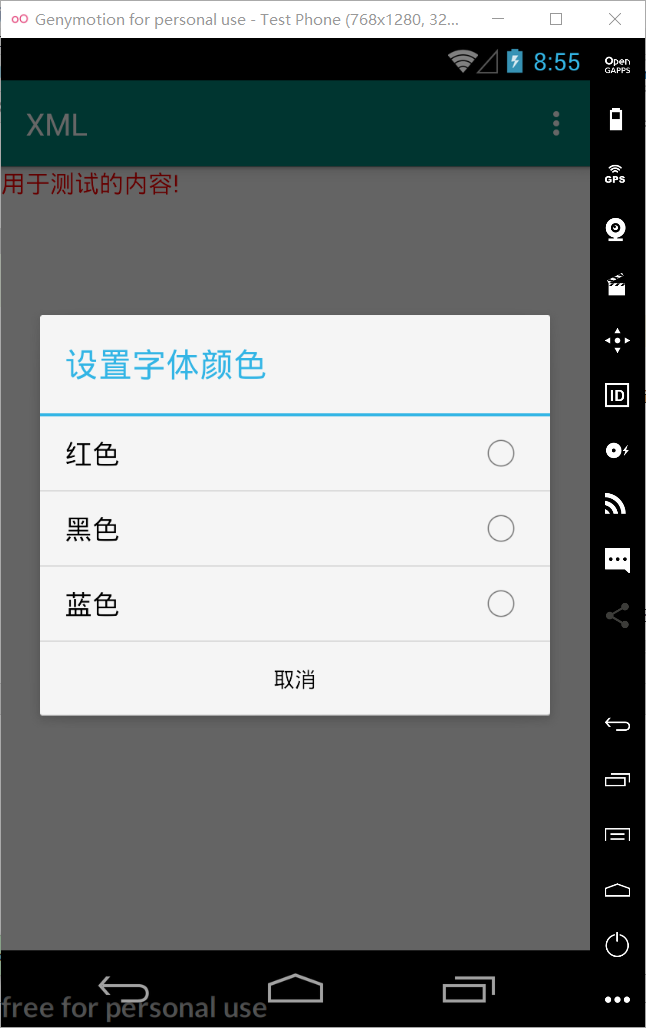 Genymotion for personal use - Test Phone (768x1280, 32...
8:55
Open
GAPPS
XML
用于测试的内容!
GPS
设置字体颜色
ID
红色
黑色
蓝色
取消
free for personal use